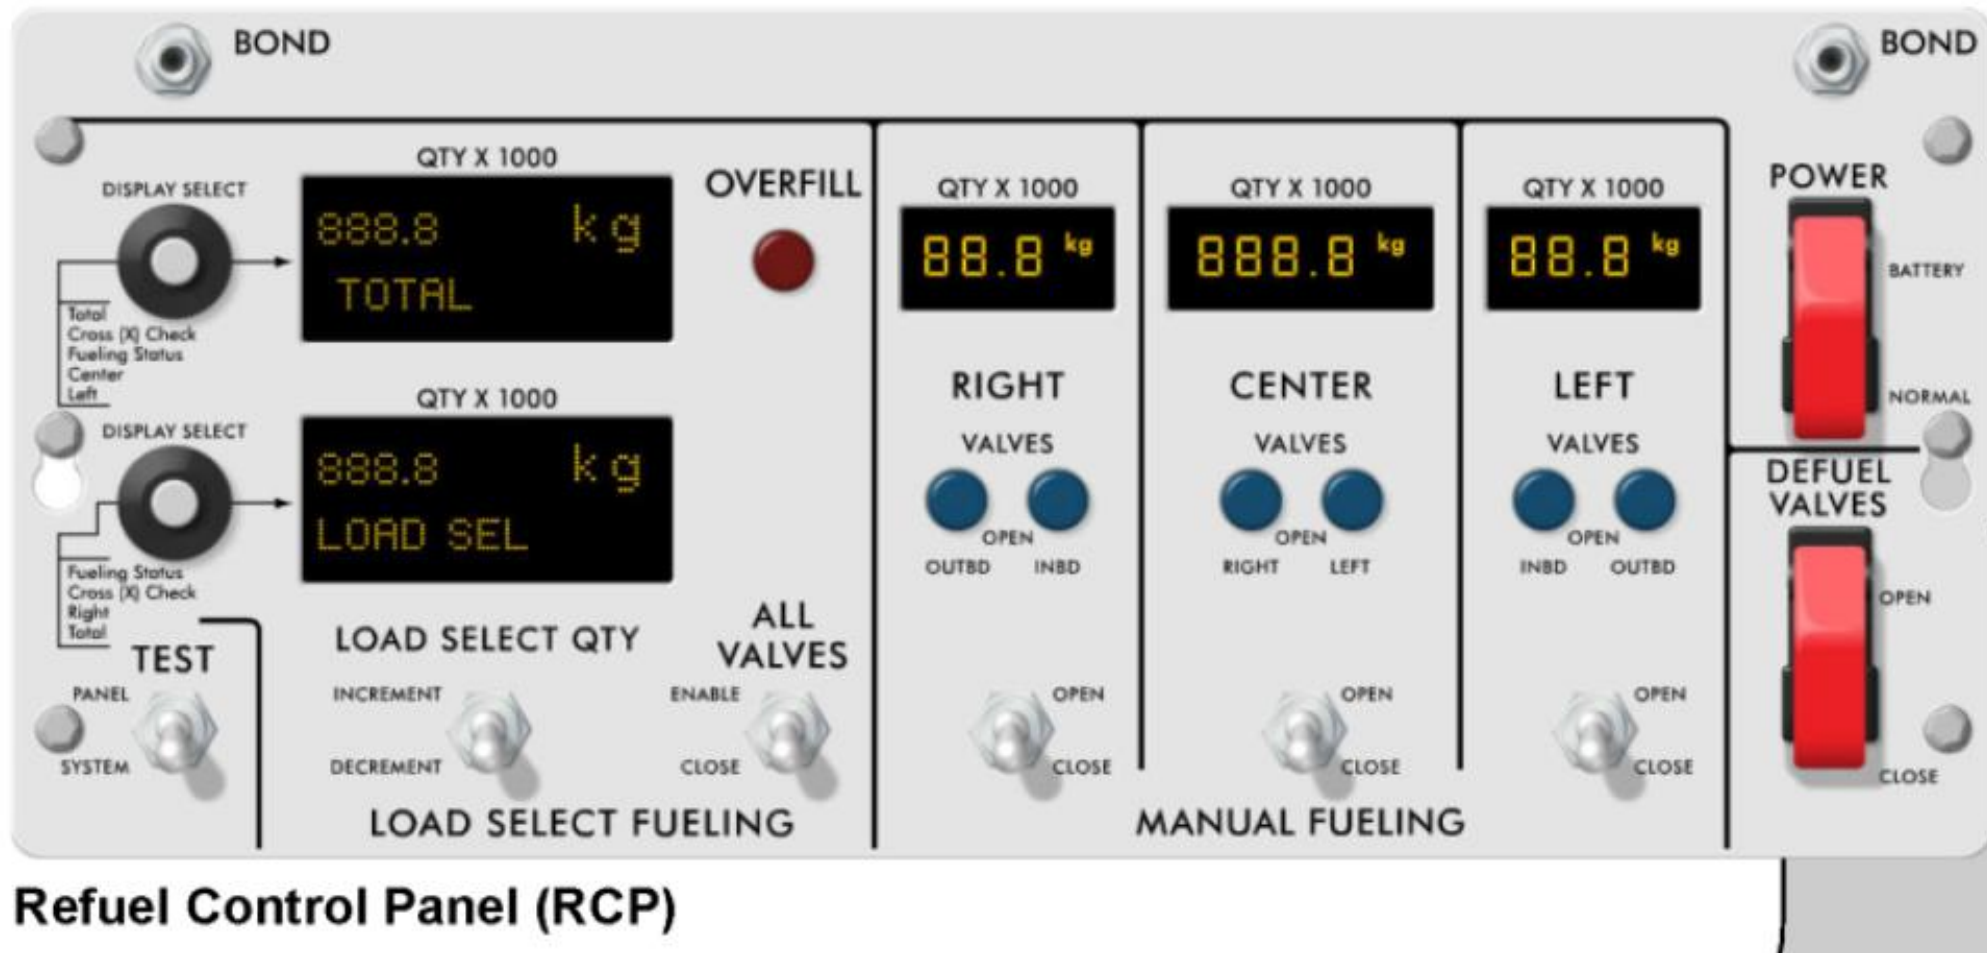 BOND
BOND
QTY X 1000
DISPLAY SELECT
888.8 kg
TOTAL
Total
Cross (X) Check
Fueling Status
Center
Left
QTY X 1000
DISPLAY SELECT
888.8 kg
LOAD SEL
Fueling Status
Cross (X) Check
Right
Total
OVERFILL
TEST
PANEL
SYSTEM
LOAD SELECT QTY
INCREMENT
DECREMENT
ALL
VALVES
ENABLE
CLOSE
LOAD SELECT FUELING
QTY X 1000
88.8 kg
RIGHT
VALVES
OPEN
OUTBD INBD
OPEN
CLOSE
QTY X 1000
888.8 kg
CENTER
VALVES
OPEN
RIGHT LEFT
OPEN
CLOSE
QTY X 1000
88.8 kg
LEFT
VALVES
OPEN
INBD OUTBD
OPEN
CLOSE
MANUAL FUELING
POWER
BATTERY
NORMAL
DEFUEL
VALVES
OPEN
CLOSE
Refuel Control Panel (RCP)